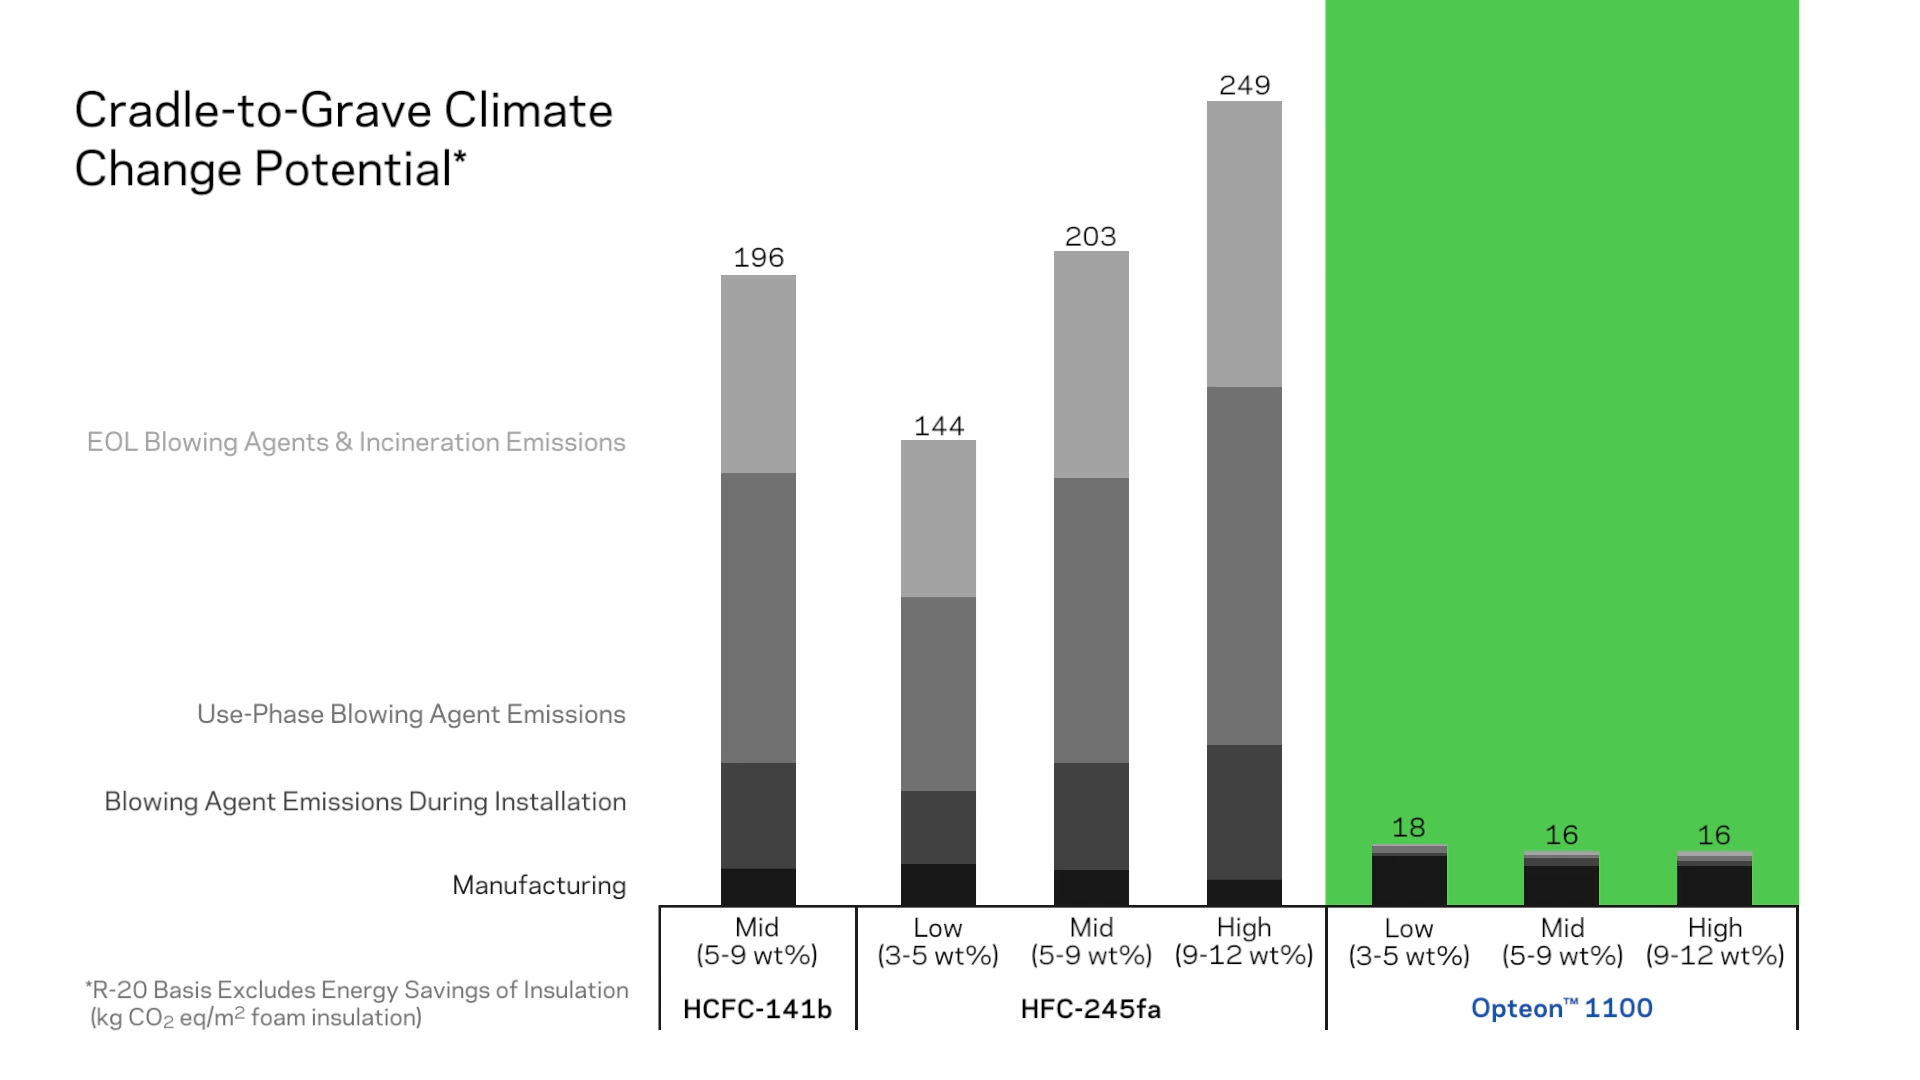 Cradle-to-Grave Climate
Change Potential*
196
144
203
249
18
16
16
EOL Blowing Agents & Incineration Emissions
Use-Phase Blowing Agent Emissions
Blowing Agent Emissions During Installation
Manufacturing
Mid
(5-9 wt%)
HCFC-141b
Low
(3-5 wt%)
Mid
(5-9 wt%)
High
(9-12 wt%)
HFC-245fa
Low
(3-5 wt%)
Mid
(5-9 wt%)
High
(9-12 wt%)
Opteon™ 1100
*R-20 Basis Excludes Energy Savings of Insulation
(kg CO₂ eq/m² foam insulation)